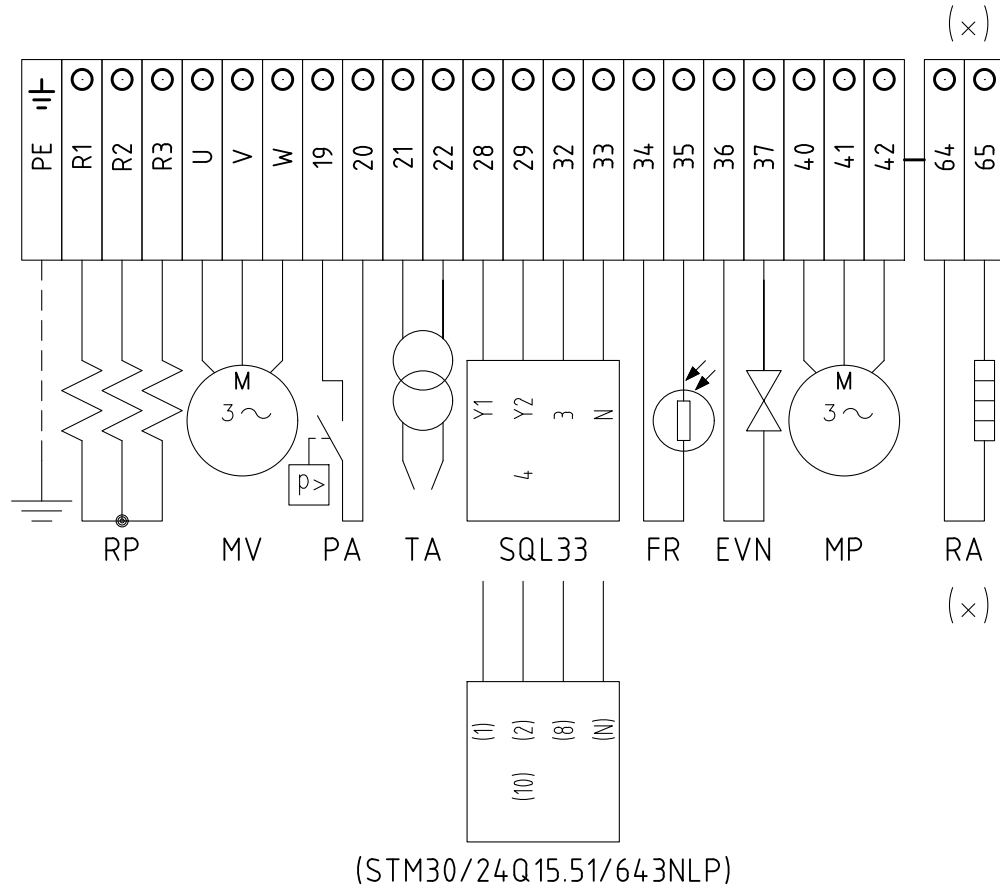 (x)
PE R1 R2 R3 U V W 19 20 21 22 28 29 32 33 34 35 36 37 40 41 42 64 65
M M
3~ 3~
Y1 Y2 3 N
4
p>
RP MV PA TA SQL33 FR EVN MP RA
(x)
(1) (2) (8) (N)
(10)
(STM30/24Q15.51/643NLP)